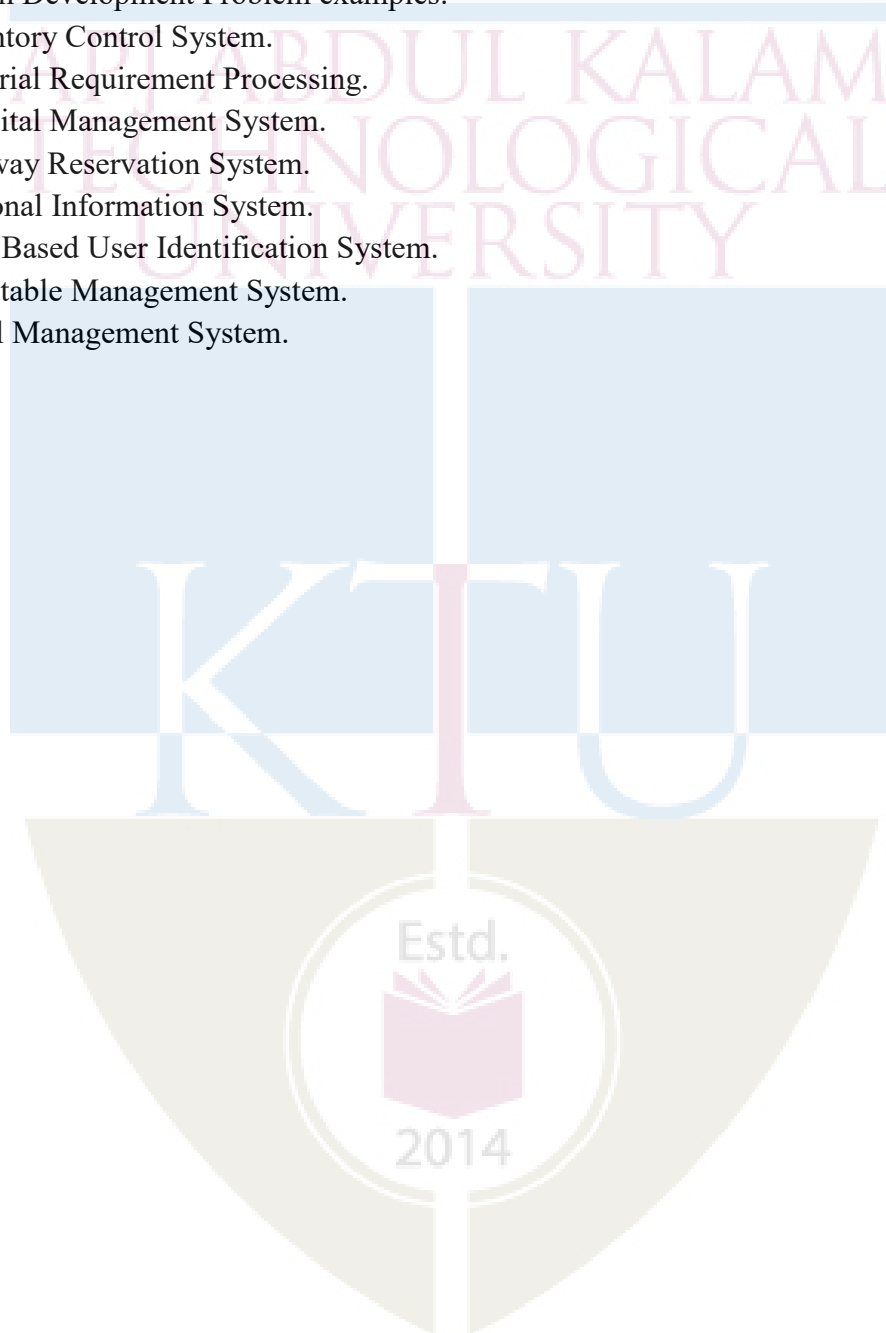 Development Problem examples:
ntory Control System.
rial Requirement Processing.
ital Management System.
way Reservation System.
onal Information System.
Based User Identification System.
table Management System.
l Management System.
API ABDUL KALAM
TECHNOLOGICAL
UNIVERSITY
KTU
Estd.
2014